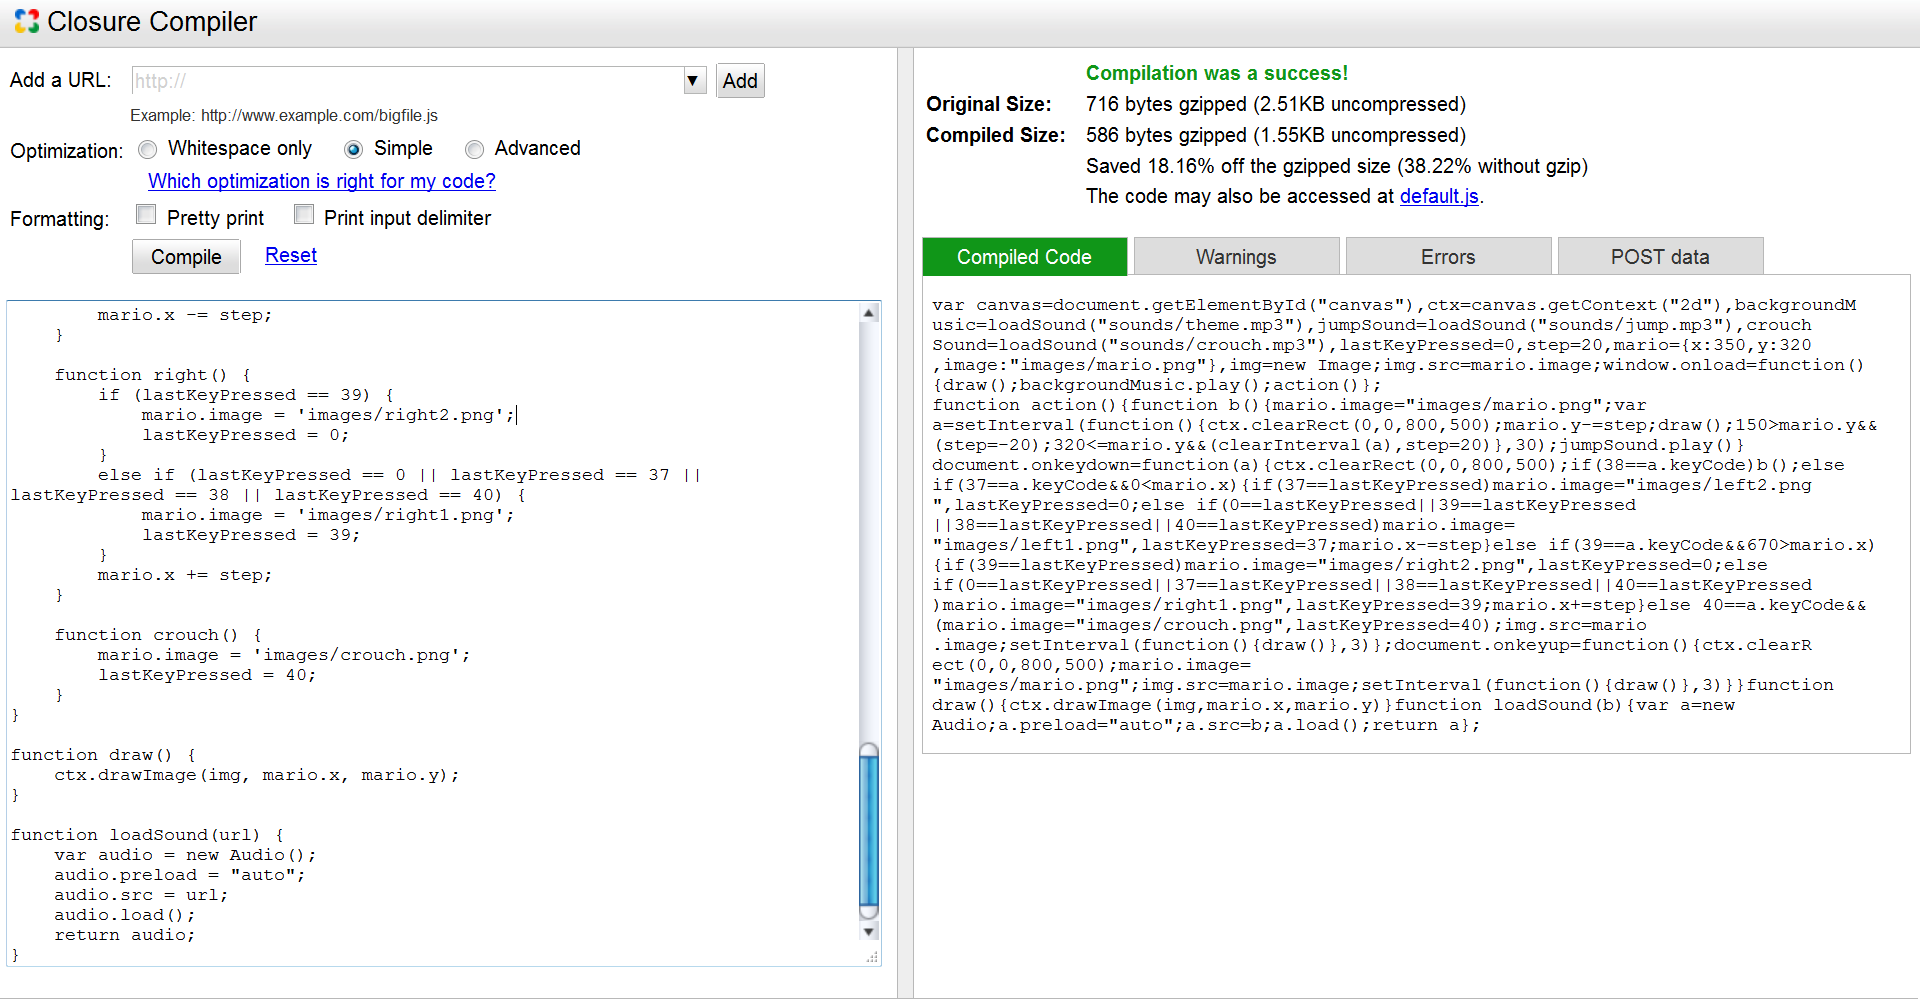 Closure Compiler
Add a URL: http:// ▼ Add
Example: http://www.example.com/bigfile.js
Optimization: Whitespace only Simple Advanced
Which optimization is right for my code?
Formatting: Pretty print Print input delimiter
Compile Reset
        mario.x -= step;
    }

    function right() {
        if (lastKeyPressed == 39) {
            mario.image = 'images/right2.png';
            lastKeyPressed = 0;
        }
        else if (lastKeyPressed == 0 || lastKeyPressed == 37 ||
lastKeyPressed == 38 || lastKeyPressed == 40) {
            mario.image = 'images/right1.png';
            lastKeyPressed = 39;
        }
        mario.x += step;
    }

    function crouch() {
        mario.image = 'images/crouch.png';
        lastKeyPressed = 40;
    }
}

function draw() {
    ctx.drawImage(img, mario.x, mario.y);
}

function loadSound(url) {
    var audio = new Audio();
    audio.preload = "auto";
    audio.src = url;
    audio.load();
    return audio;
}
Compilation was a success!
Original Size: 716 bytes gzipped (2.51KB uncompressed)
Compiled Size: 586 bytes gzipped (1.55KB uncompressed)
Saved 18.16% off the gzipped size (38.22% without gzip)
The code may also be accessed at default.js.
Compiled Code Warnings Errors POST data
var canvas=document.getElementById("canvas"),ctx=canvas.getContext("2d"),backgroundM
usic=loadSound("sounds/theme.mp3"),jumpSound=loadSound("sounds/jump.mp3"),crouch
Sound=loadSound("sounds/crouch.mp3"),lastKeyPressed=0,step=20,mario={x:350,y:320
,image:"images/mario.png"},img=new Image;img.src=mario.image;window.onload=function()
{draw();backgroundMusic.play();action()};
function action(){function b(){mario.image="images/mario.png";var
a=setInterval(function(){ctx.clearRect(0,0,800,500);mario.y-=step;draw();150>mario.y&&
(step=-20);320<=mario.y&&(clearInterval(a),step=20)},30);jumpSound.play()}
document.onkeydown=function(a){ctx.clearRect(0,0,800,500);if(38==a.keyCode)b();else
if(37==a.keyCode&&0<mario.x){if(37==lastKeyPressed)mario.image="images/left2.png
",lastKeyPressed=0;else if(0==lastKeyPressed||39==lastKeyPressed
||38==lastKeyPressed||40==lastKeyPressed)mario.image=
"images/left1.png",lastKeyPressed=37;mario.x-=step}else if(39==a.keyCode&&670>mario.x)
{if(39==lastKeyPressed)mario.image="images/right2.png",lastKeyPressed=0;else
if(0==lastKeyPressed||37==lastKeyPressed||38==lastKeyPressed||40==lastKeyPressed
)mario.image="images/right1.png",lastKeyPressed=39;mario.x+=step}else 40==a.keyCode&&
(mario.image="images/crouch.png",lastKeyPressed=40);img.src=mario
.image;setInterval(function(){draw()},3)};document.onkeyup=function(){ctx.clearR
ect(0,0,800,500);mario.image=
"images/mario.png";img.src=mario.image;setInterval(function(){draw()},3)}}function
draw(){ctx.drawImage(img,mario.x,mario.y)}function loadSound(b){var a=new
Audio;a.preload="auto";a.src=b;a.load();return a};